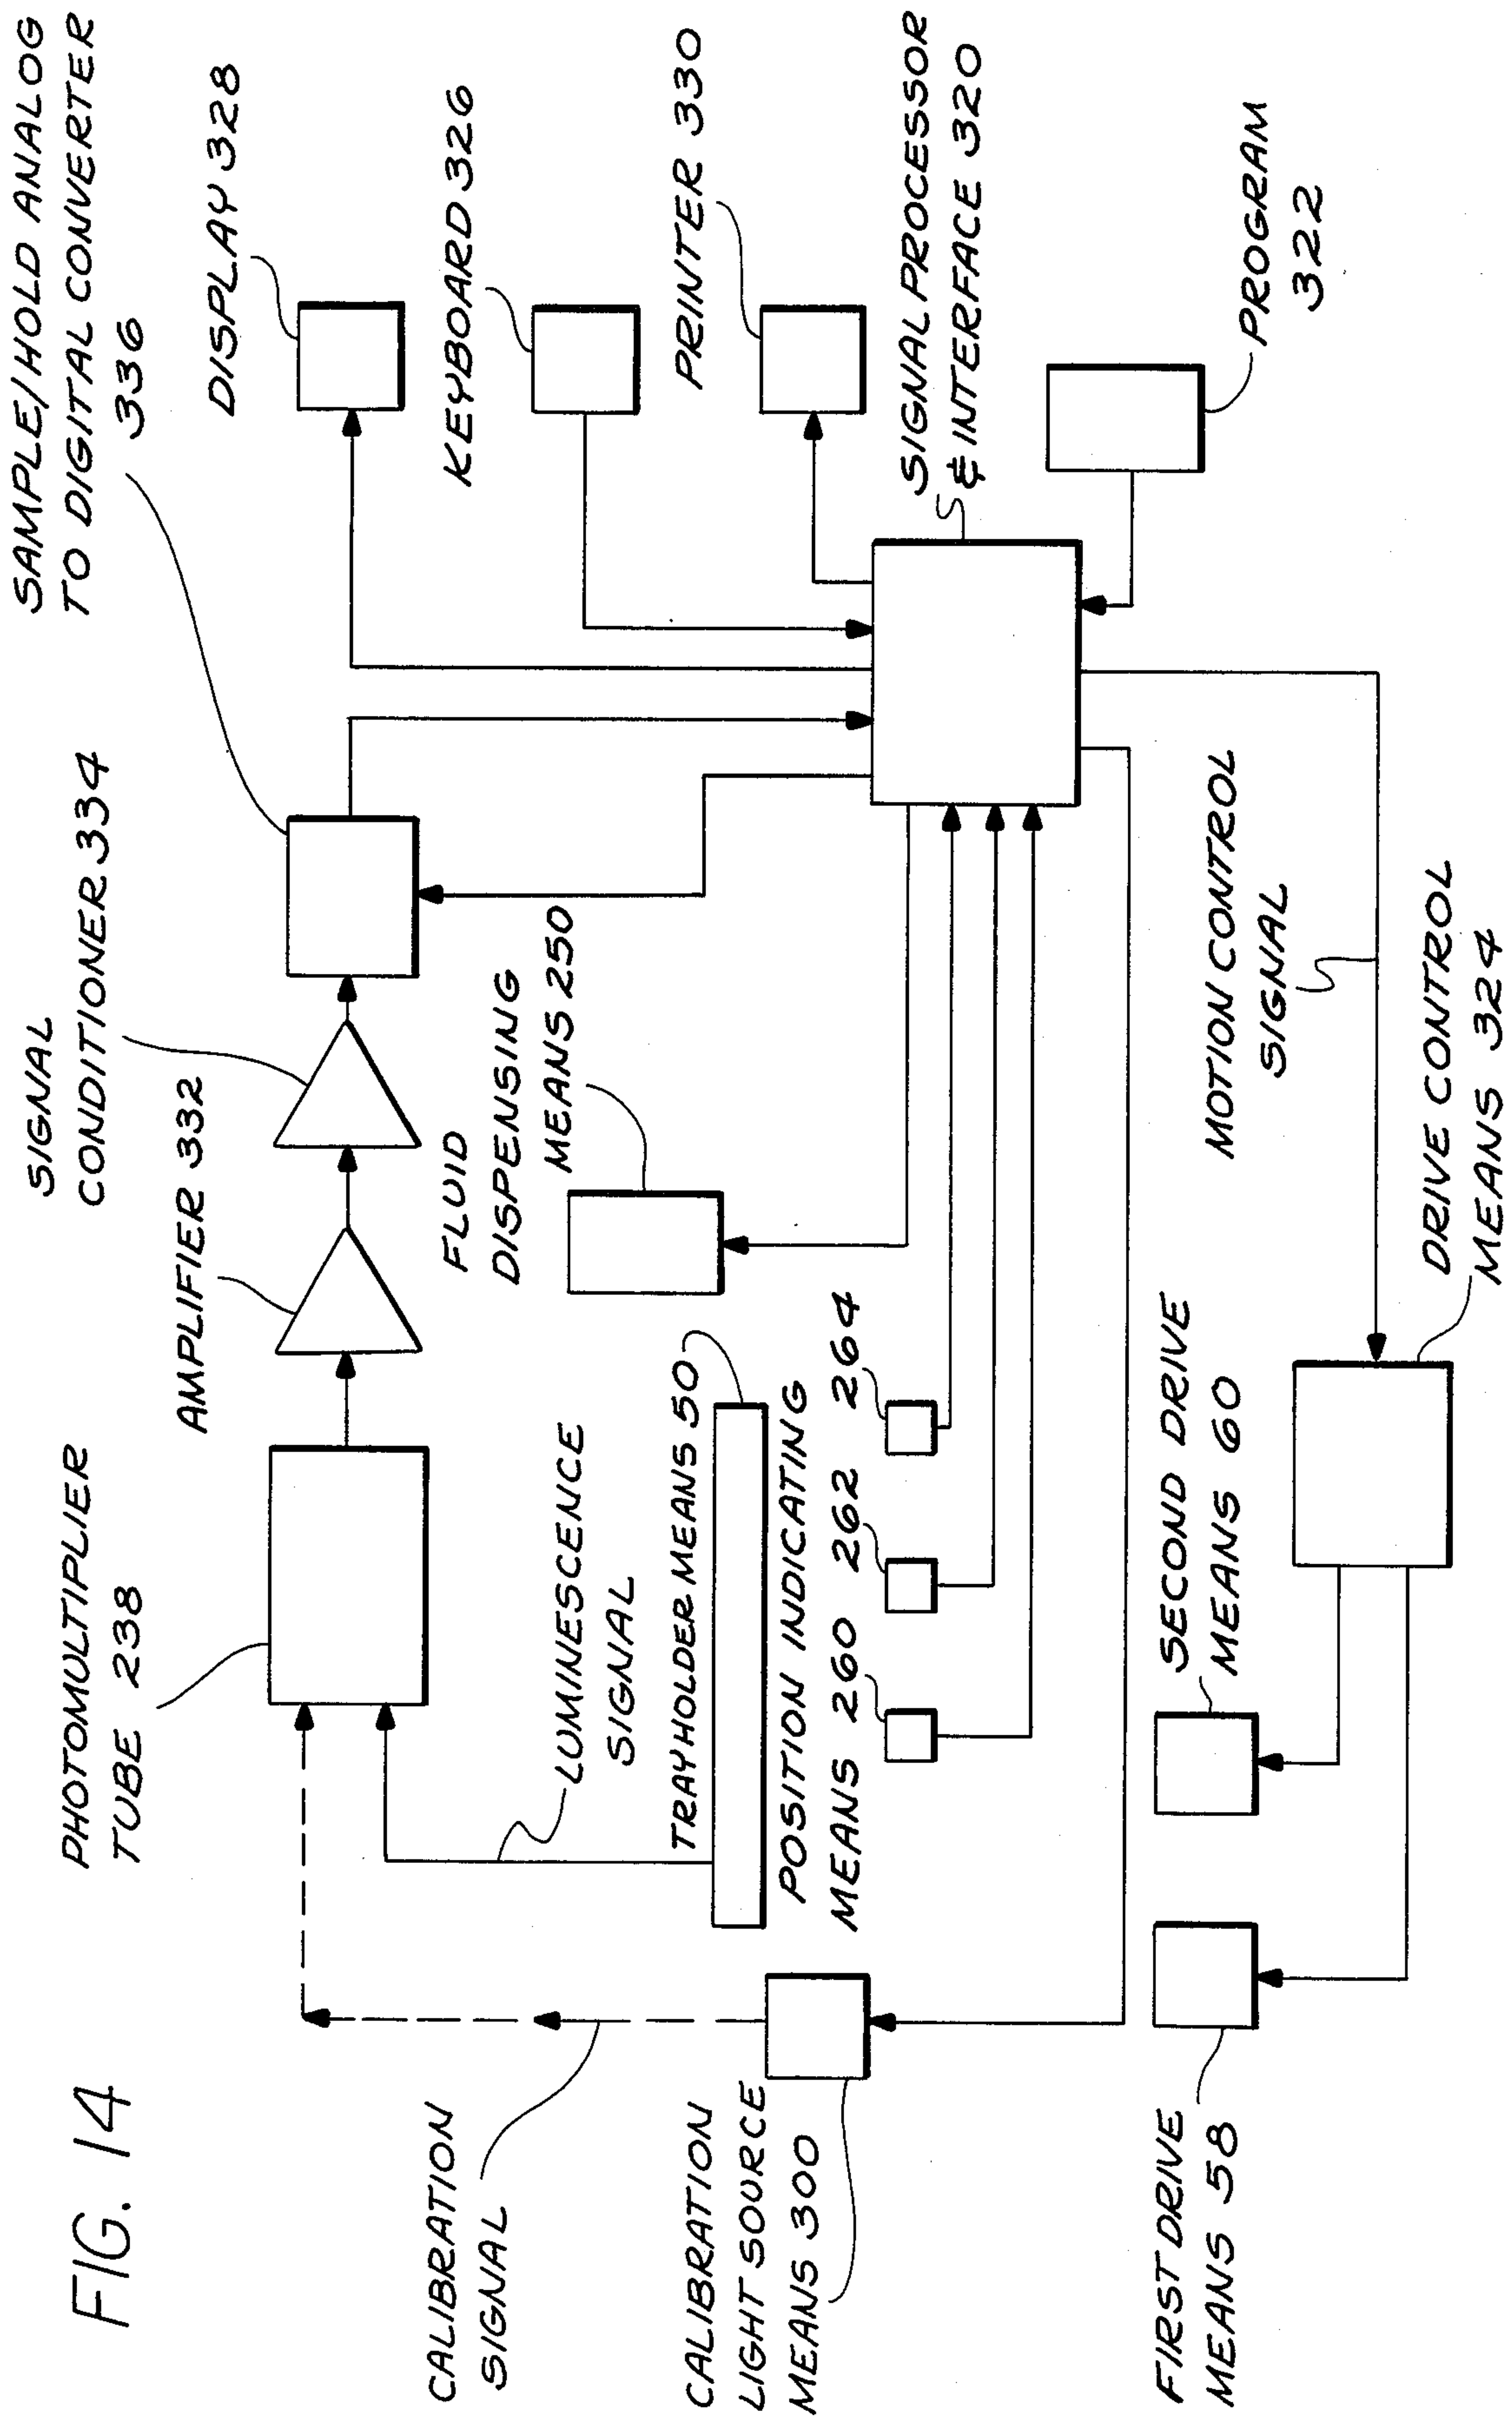 FIG. 14
PHOTOMULTIPLIER
TUBE 238
AMPLIFIER 332
SIGNAL
CONDITIONER 334
SAMPLE/HOLD ANALOG
TO DIGITAL CONVERTER
336
DISPLAY 328
KEYBOARD 326
PRINTER 330
SIGNAL PROCESSOR
& INTERFACE 320
PROGRAM
322
FLUID
DISPENSING
MEANS 250
CALIBRATION
SIGNAL
LUMINESCENCE
SIGNAL
TRAYHOLDER MEANS 50
POSITION INDICATING
MEANS 260 262 264
CALIBRATION
LIGHT SOURCE
MEANS 300
MOTION CONTROL
SIGNAL
FIRST DRIVE
MEANS 58
SECOND DRIVE
MEANS 60
DRIVE CONTROL
MEANS 324